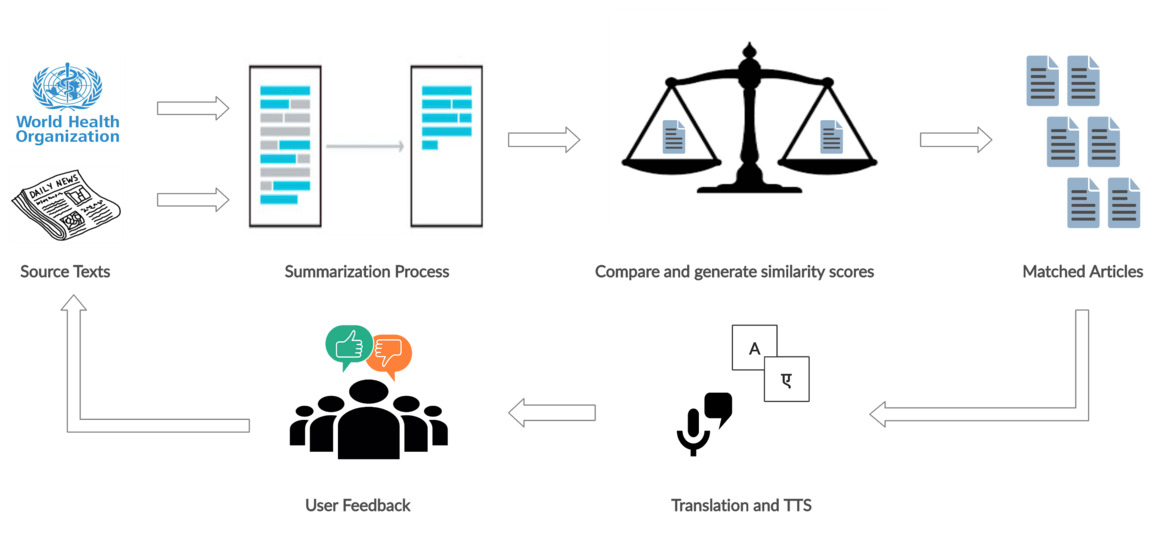 World Health
Organization
DAILY NEWS
Source Texts
Summarization Process
Compare and generate similarity scores
Matched Articles
A
ए
User Feedback
Translation and TTS